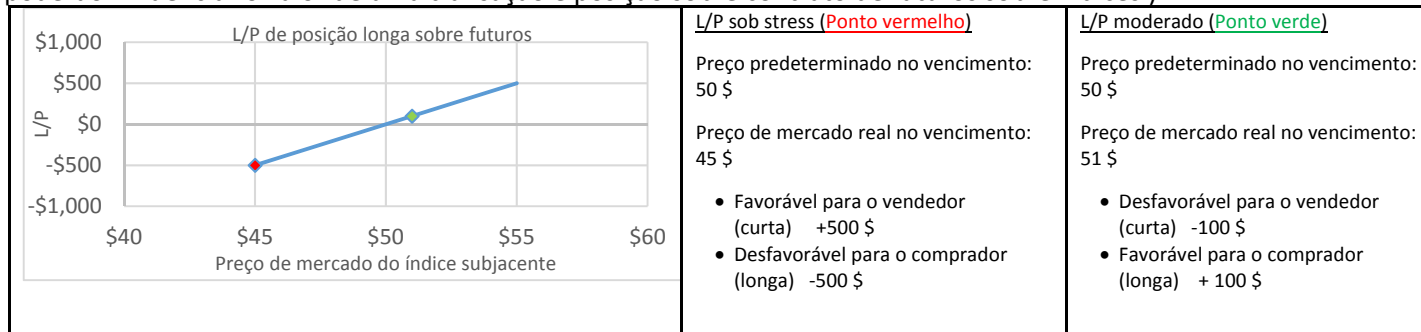 L/P de posição longa sobre futuros
$1,000
$500
$0
-$500
-$1,000
L/P
$40
$45
$50
$55
$60
Preço de mercado do índice subjacente
L/P sob stress (Ponto vermelho)
Preço predeterminado no vencimento:
50 $
Preço de mercado real no vencimento:
45 $
• Favorável para o vendedor
(curta) +500 $
• Desfavorável para o comprador
(longa) -500 $
L/P moderado (Ponto verde)
Preço predeterminado no vencimento:
50 $
Preço de mercado real no vencimento:
51 $
• Desfavorável para o vendedor
(curta) -100 $
• Favorável para o comprador
(longa) + 100 $